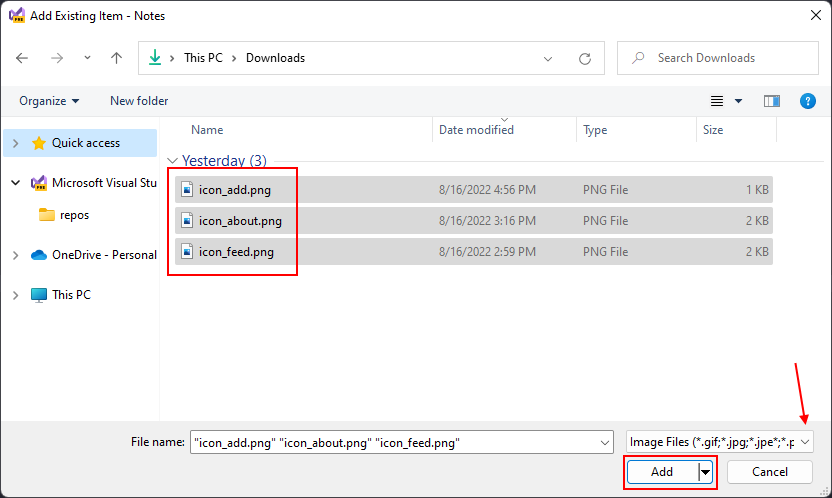 Add Existing Item - Notes
This PC > Downloads
Search Downloads
Organize
New folder
Name Date modified Type Size
Quick access
Yesterday (3)
Microsoft Visual Stu
icon_add.png 8/16/2022 4:56 PM PNG File 1 KB
repos
icon_about.png 8/16/2022 3:16 PM PNG File 2 KB
OneDrive - Personal
icon_feed.png 8/16/2022 2:59 PM PNG File 2 KB
This PC
File name: "icon_add.png" "icon_about.png" "icon_feed.png"
Image Files (*.gif;*.jpg;*.jpe*;*.p
Add
Cancel